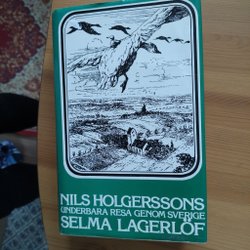 NILS HOLGERSSONS
UNDERBARA RESA GENOM SVERIGE
SELMA LAGERLÖF